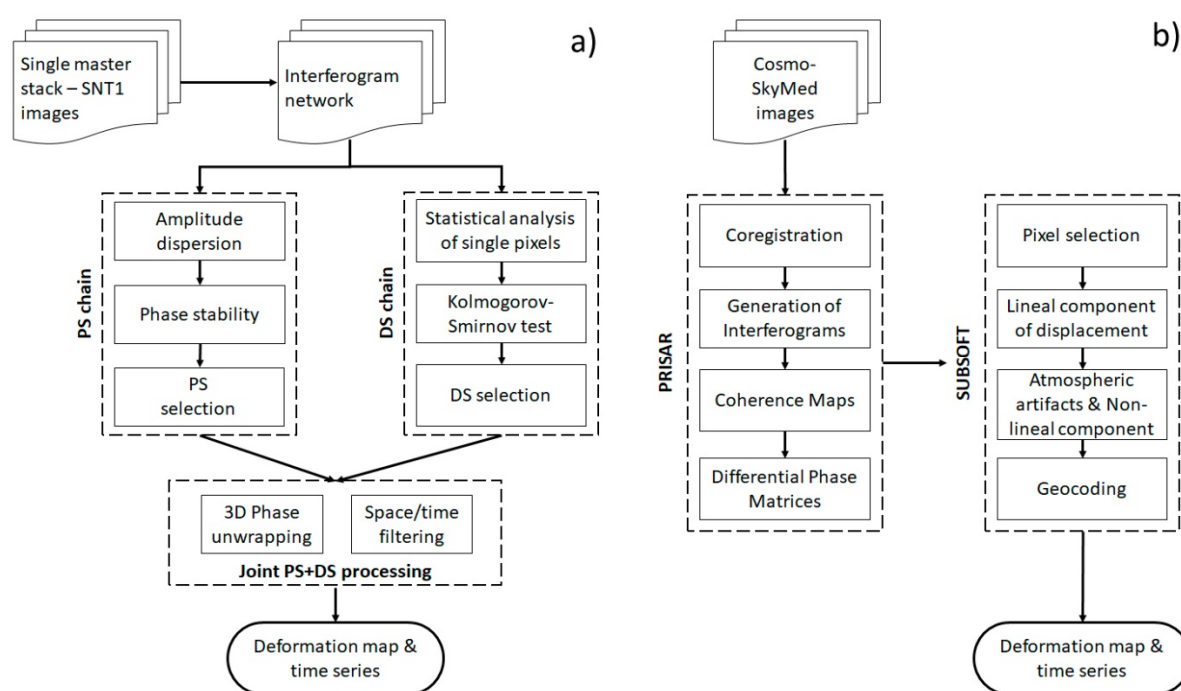 a)
Single master
stack – SNT1
images
Interferogram
network
PS chain
Amplitude
dispersion
Phase stability
PS
selection
DS chain
Statistical analysis
of single pixels
Kolmogorov-
Smirnov test
DS selection
3D Phase
unwrapping
Space/time
filtering
Joint PS+DS processing
Deformation map &
time series
b)
Cosmo-
SkyMed
images
PRISAR
Coregistration
Generation of
Interferograms
Coherence Maps
Differential Phase
Matrices
SUBSOFT
Pixel selection
Lineal component
of displacement
Atmospheric
artifacts & Non-
lineal component
Geocoding
Deformation map &
time series